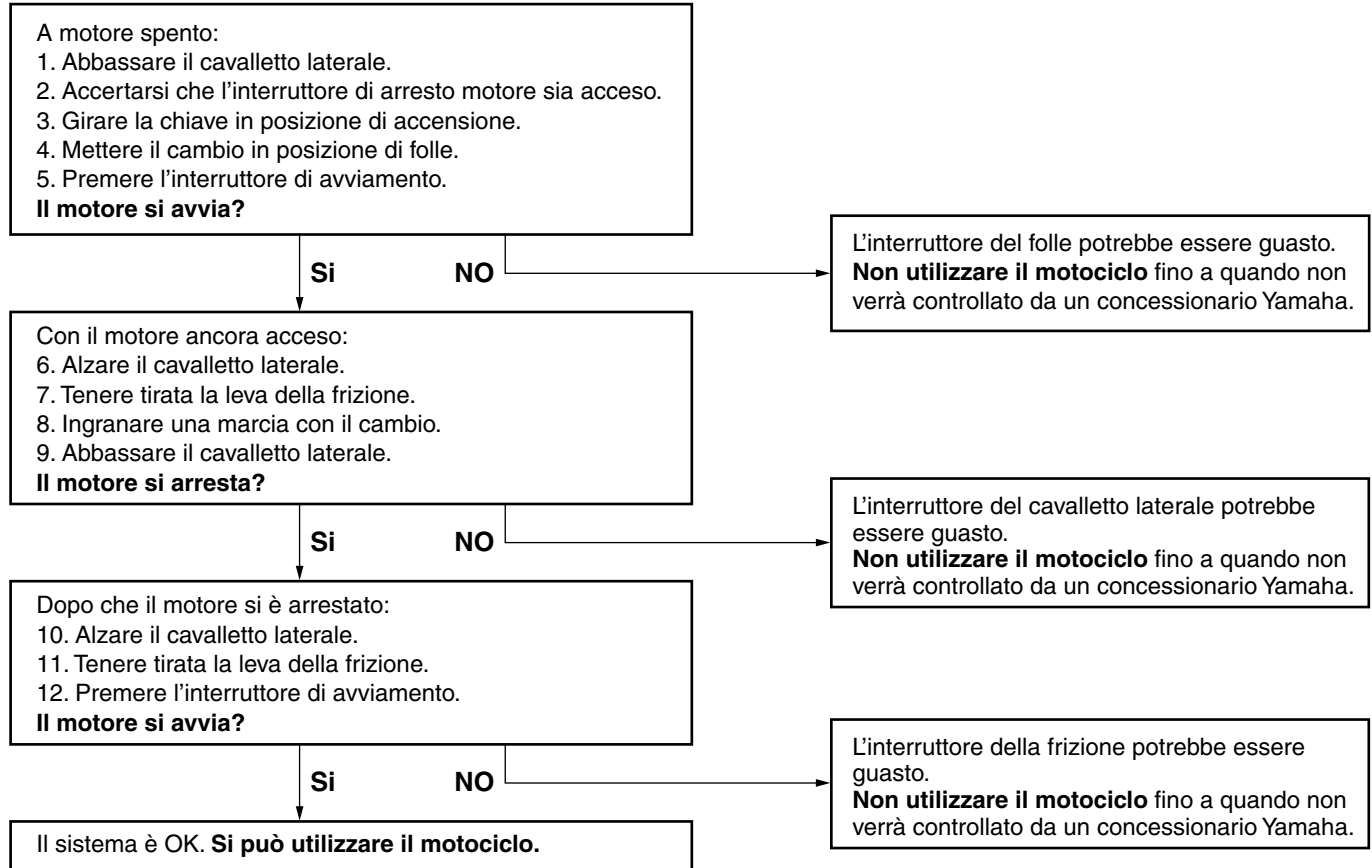 A motore spento:
1. Abbassare il cavalletto laterale.
2. Accertarsi che l'interruttore di arresto motore sia acceso.
3. Girare la chiave in posizione di accensione.
4. Mettere il cambio in posizione di folle.
5. Premere l'interruttore di avviamento.
Il motore si avvia?
Si NO
L'interruttore del folle potrebbe essere guasto.
Non utilizzare il motociclo fino a quando non
verrà controllato da un concessionario Yamaha.
Con il motore ancora acceso:
6. Alzare il cavalletto laterale.
7. Tenere tirata la leva della frizione.
8. Ingranare una marcia con il cambio.
9. Abbassare il cavalletto laterale.
Il motore si arresta?
Si NO
L'interruttore del cavalletto laterale potrebbe
essere guasto.
Non utilizzare il motociclo fino a quando non
verrà controllato da un concessionario Yamaha.
Dopo che il motore si è arrestato:
10. Alzare il cavalletto laterale.
11. Tenere tirata la leva della frizione.
12. Premere l'interruttore di avviamento.
Il motore si avvia?
Si NO
L'interruttore della frizione potrebbe essere
guasto.
Non utilizzare il motociclo fino a quando non
verrà controllato da un concessionario Yamaha.
Il sistema è OK. Si può utilizzare il motociclo.